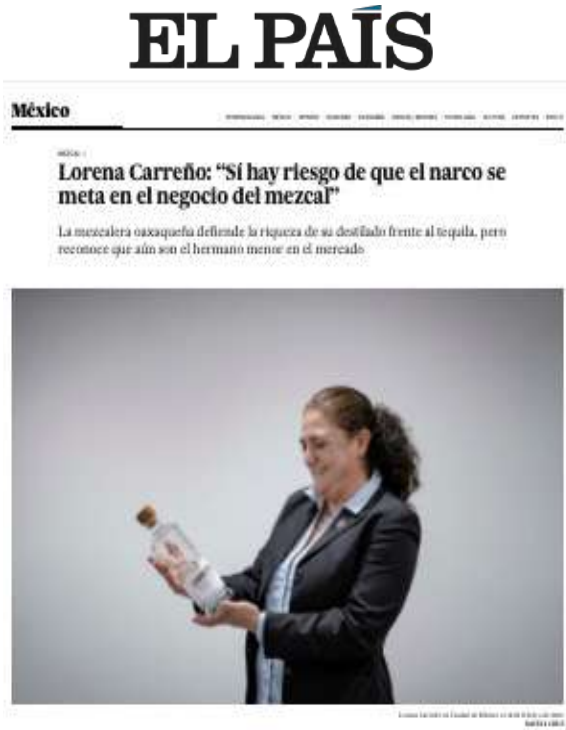 EL PAÍS
México
Lorena Carreño: “Sí hay riesgo de que el narco se
meta en el negocio del mezcal”
La mezcalera oaxaqueña defiende la riqueza de su destilado frente al tequila, pero
reconoce que aún son el hermano menor en el mercado